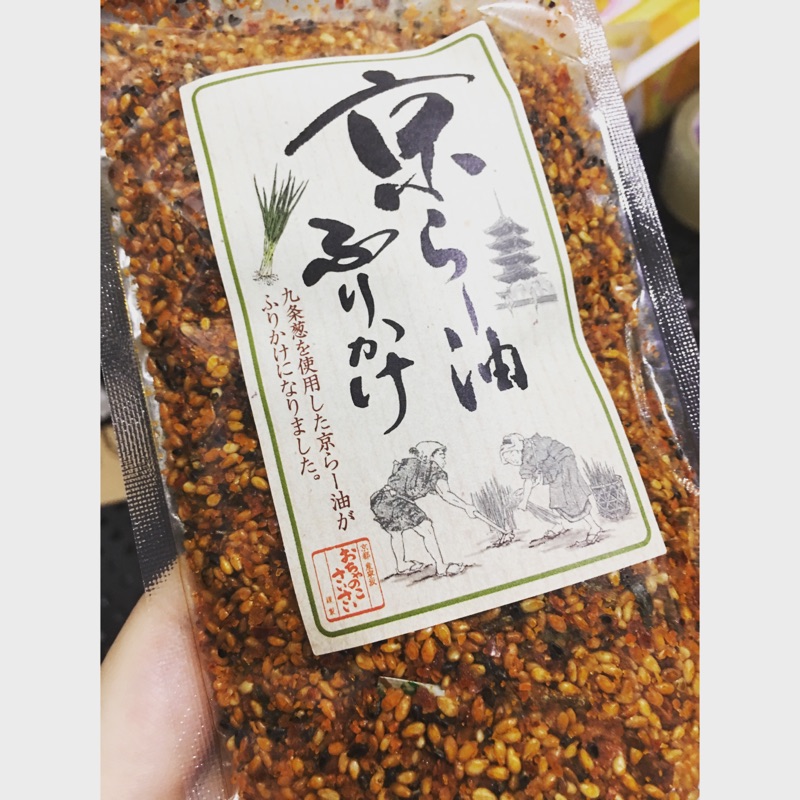 京らー油
ふりかけ
九条葱を使用した京らー油が
ふりかけになりました。
おちゃのこ
さいさい
謹製